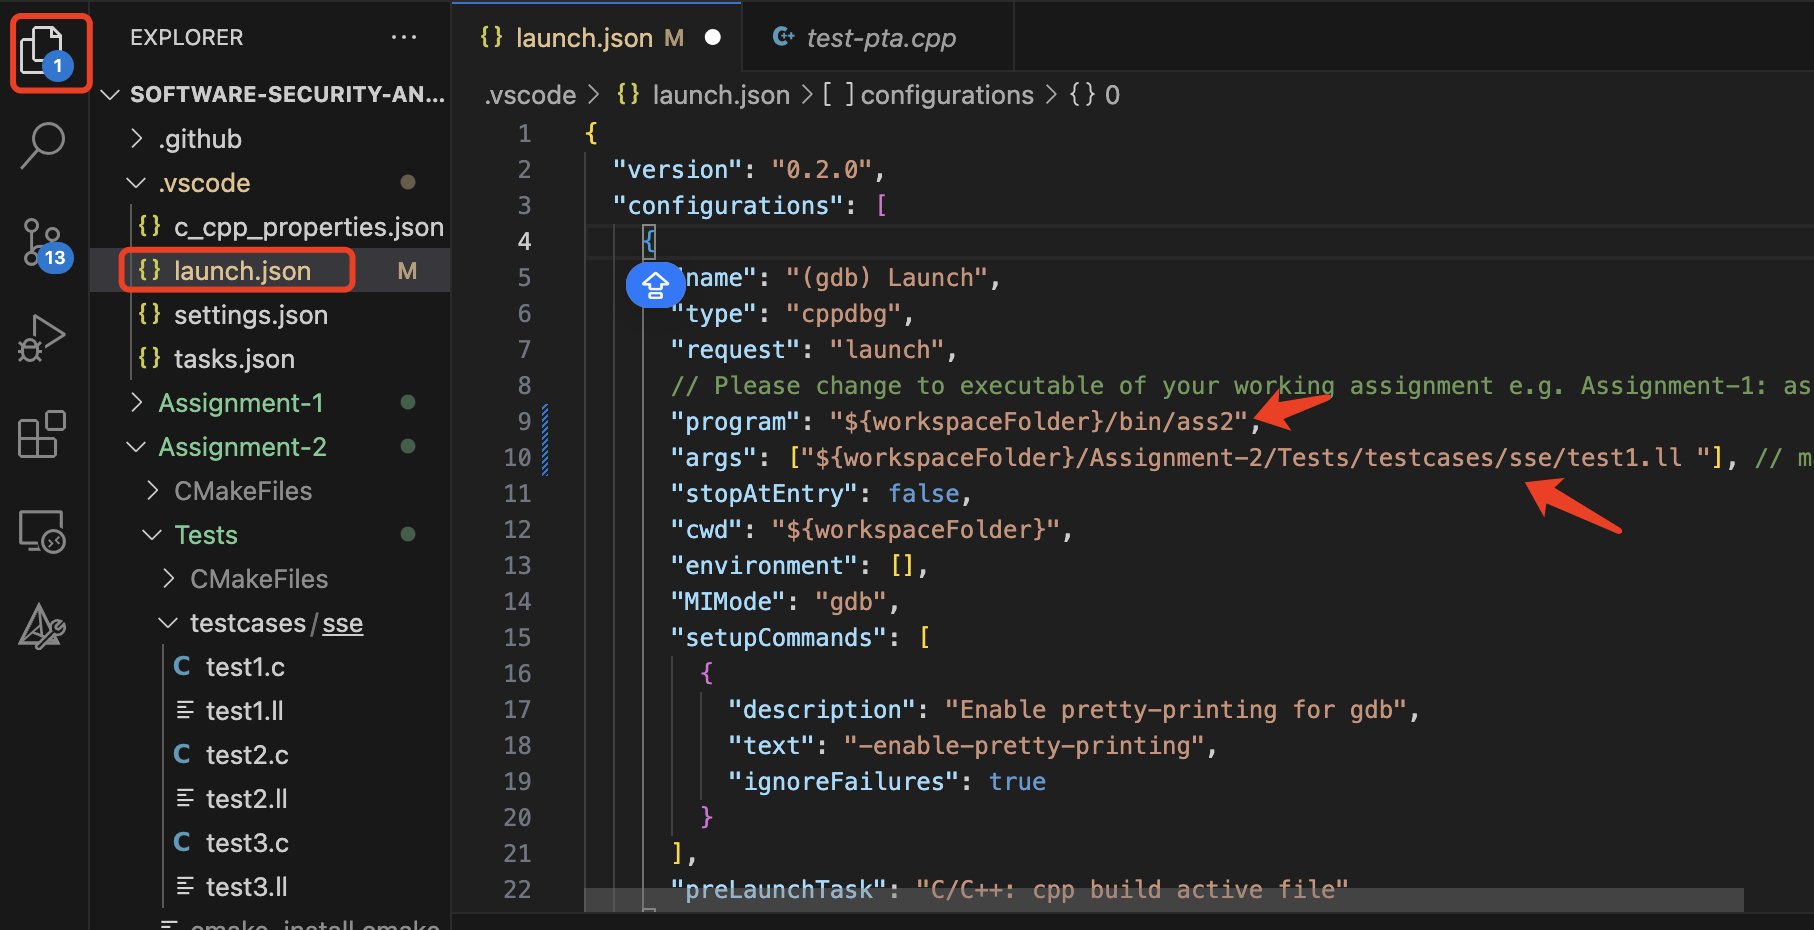 EXPLORER
...
1
SOFTWARE-SECURITY-AN...
.github
.vscode
{} c_cpp_properties.json
13
{} launch.json M
{} settings.json
{} tasks.json
Assignment-1
Assignment-2
CMakeFiles
Tests
CMakeFiles
testcases/sse
C test1.c
test1.ll
C test2.c
test2.ll
C test3.c
test3.ll
{} launch.json M
test-pta.cpp
.vscode > {} launch.json > [ ] configurations > {} 0
1 {
2 "version": "0.2.0",
3 "configurations": [
4 {
5 name": "(gdb) Launch",
6 "type": "cppdbg",
7 "request": "launch",
8 // Please change to executable of your working assignment e.g. Assignment-1: as
9 "program": "${workspaceFolder}/bin/ass2",
10 "args": ["${workspaceFolder}/Assignment-2/Tests/testcases/sse/test1.ll "], // m
11 "stopAtEntry": false,
12 "cwd": "${workspaceFolder}",
13 "environment": [],
14 "MIMode": "gdb",
15 "setupCommands": [
16 {
17 "description": "Enable pretty-printing for gdb",
18 "text": "-enable-pretty-printing",
19 "ignoreFailures": true
20 }
21 ],
22 "preLaunchTask": "C/C++: cpp build active file"